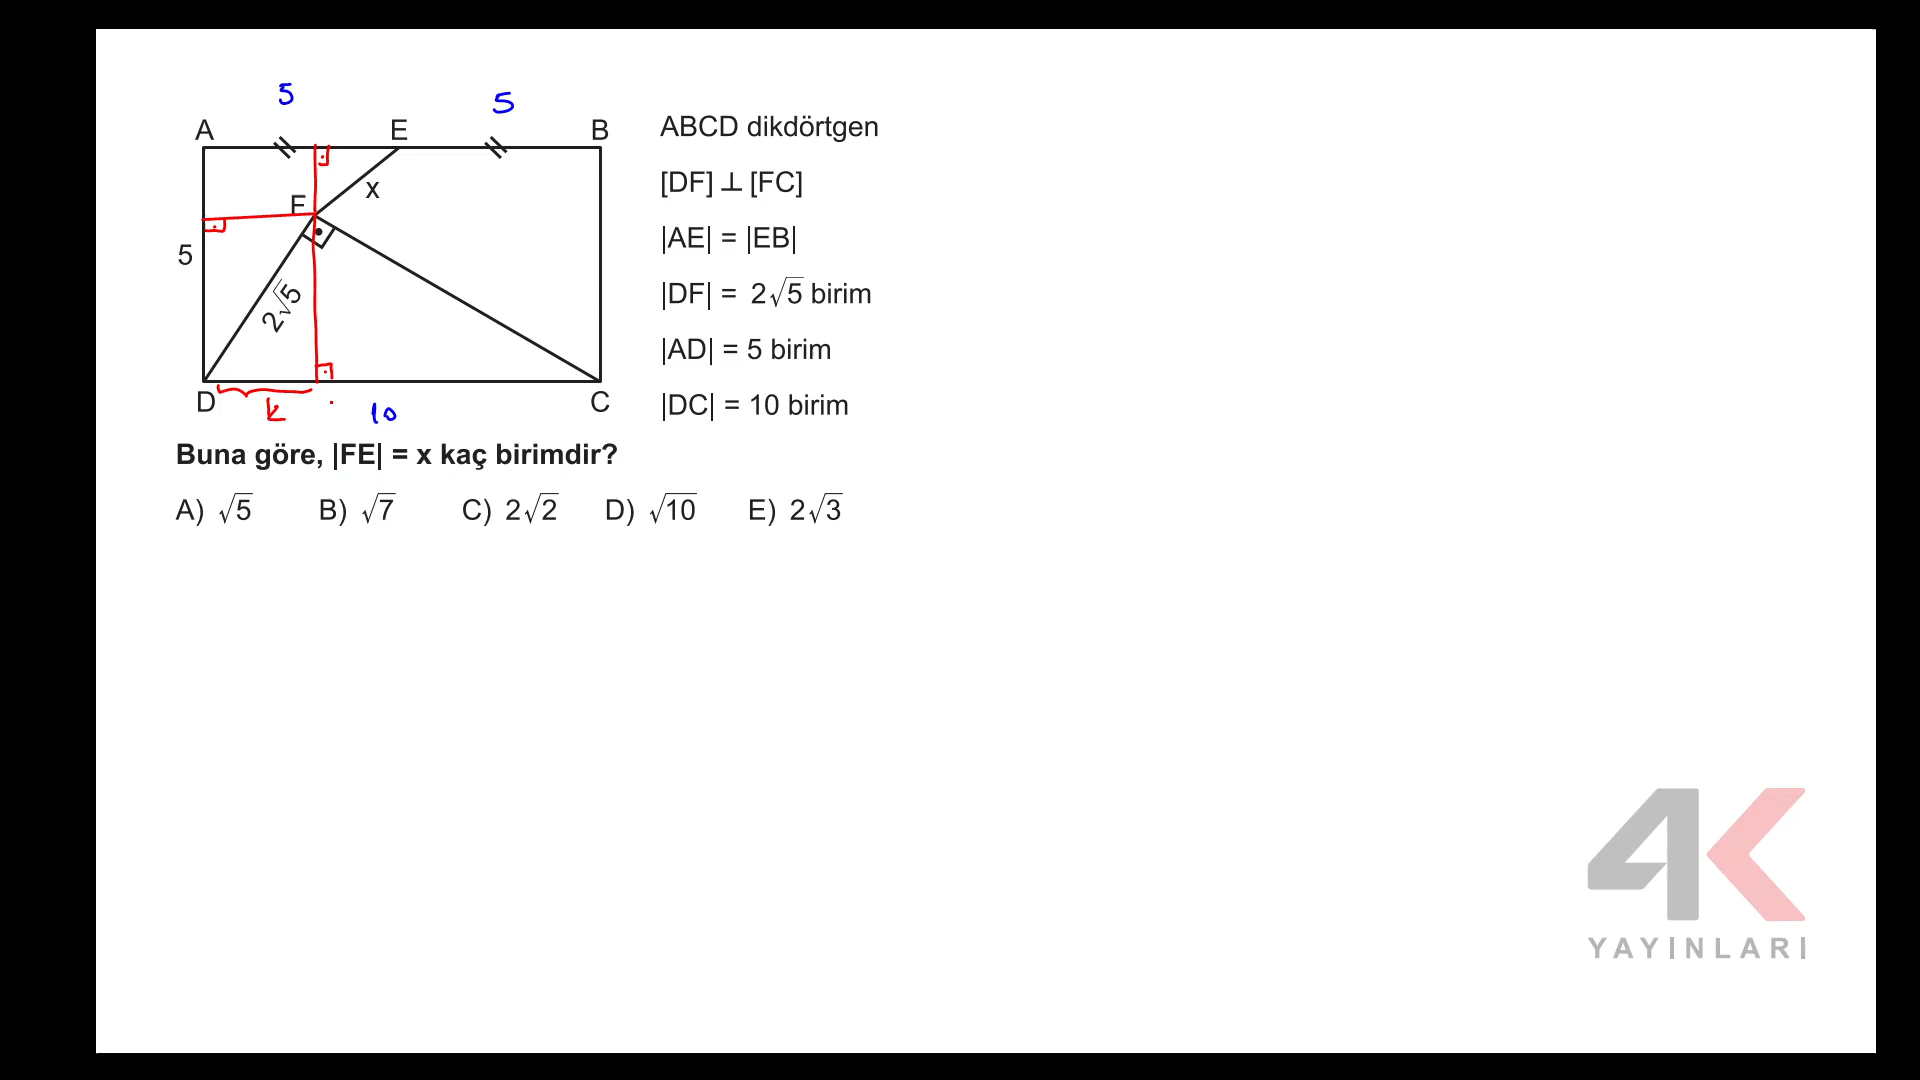 5 5
A E B
x
F
5
2√5
D C
k 10
ABCD dikdörtgen
[DF] ⊥ [FC]
|AE| = |EB|
|DF| = 2√5 birim
|AD| = 5 birim
|DC| = 10 birim
Buna göre, |FE| = x kaç birimdir?
A) √5 B) √7 C) 2√2 D) √10 E) 2√3
4K
YAYINLARI